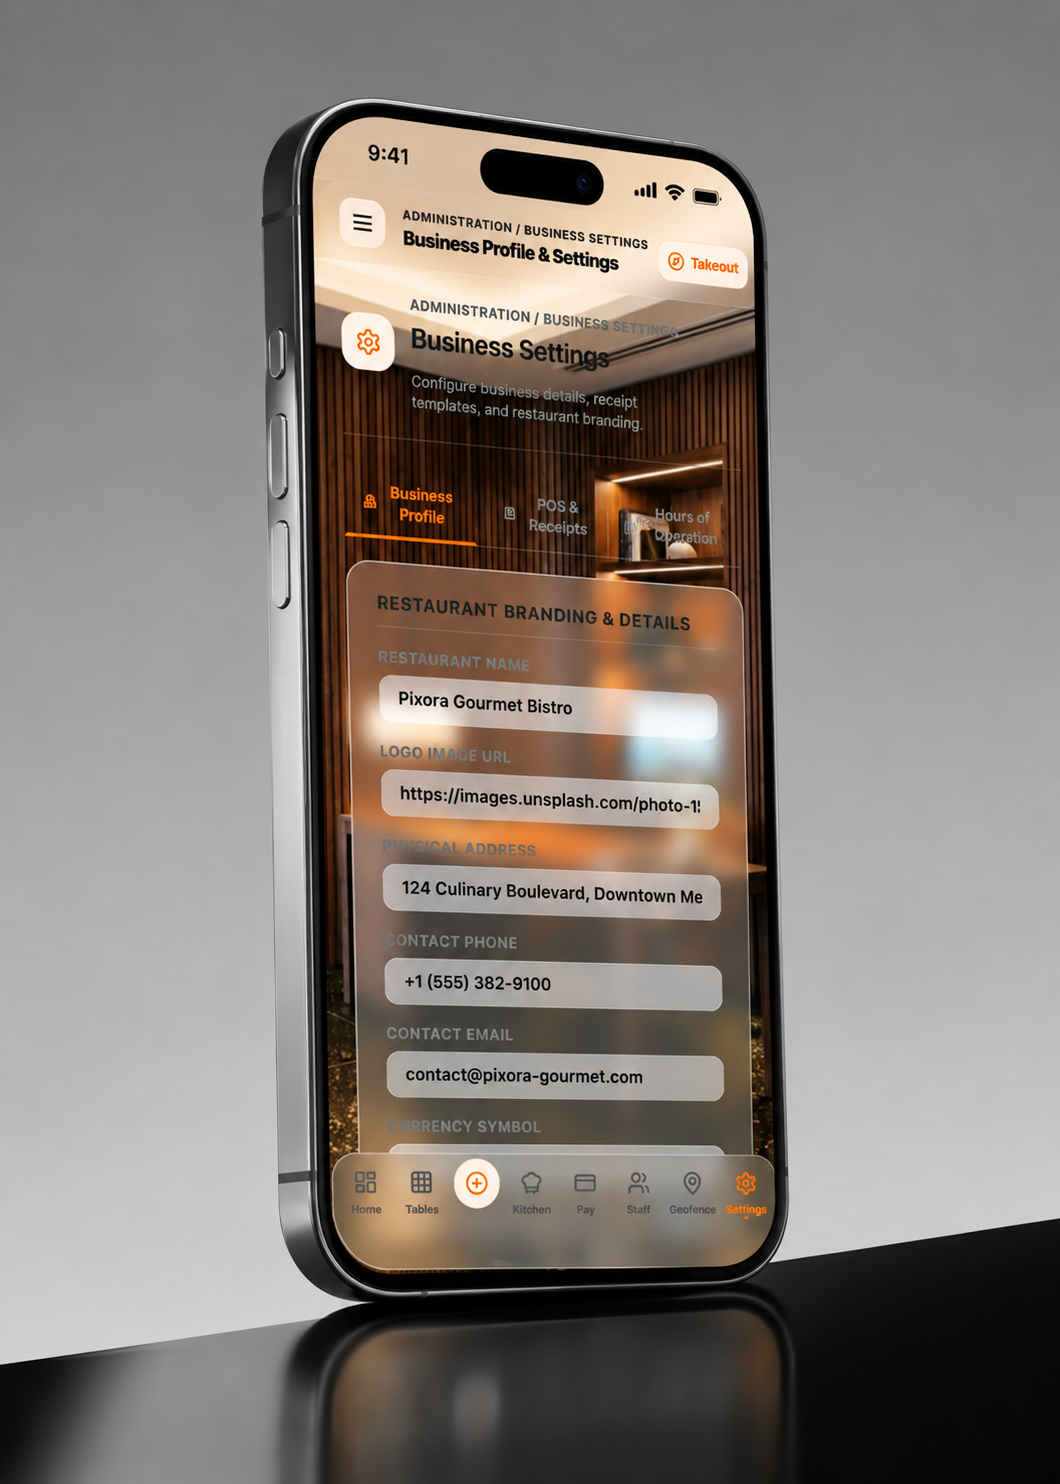 9:41
ADMINISTRATION / BUSINESS SETTINGS
Business Profile & Settings
Takeout
ADMINISTRATION / BUSINESS SETTINGS
Business Settings
Configure business details, receipt
templates, and restaurant branding.
Business
Profile
POS &
Receipts
Hours of
Operation
RESTAURANT BRANDING & DETAILS
RESTAURANT NAME
Pixora Gourmet Bistro
LOGO IMAGE URL
https://images.unsplash.com/photo-1
PHYSICAL ADDRESS
124 Culinary Boulevard, Downtown Me
CONTACT PHONE
+1 (555) 382-9100
CONTACT EMAIL
contact@pixora-gourmet.com
CURRENCY SYMBOL
Home
Tables
Kitchen
Pay
Staff
Geofence
Settings